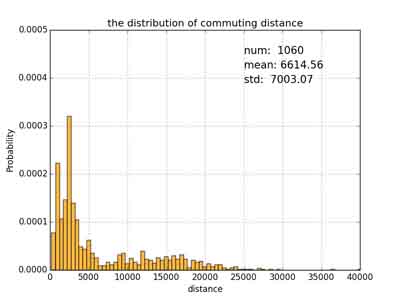 the distribution of commuting distance
0.0005
num:  1060
mean: 6614.56
std:  7003.07
0.0004
0.0003
Probability
0.0002
0.0001
0.0000
0 5000 10000 15000 20000 25000 30000 35000 40000
distance